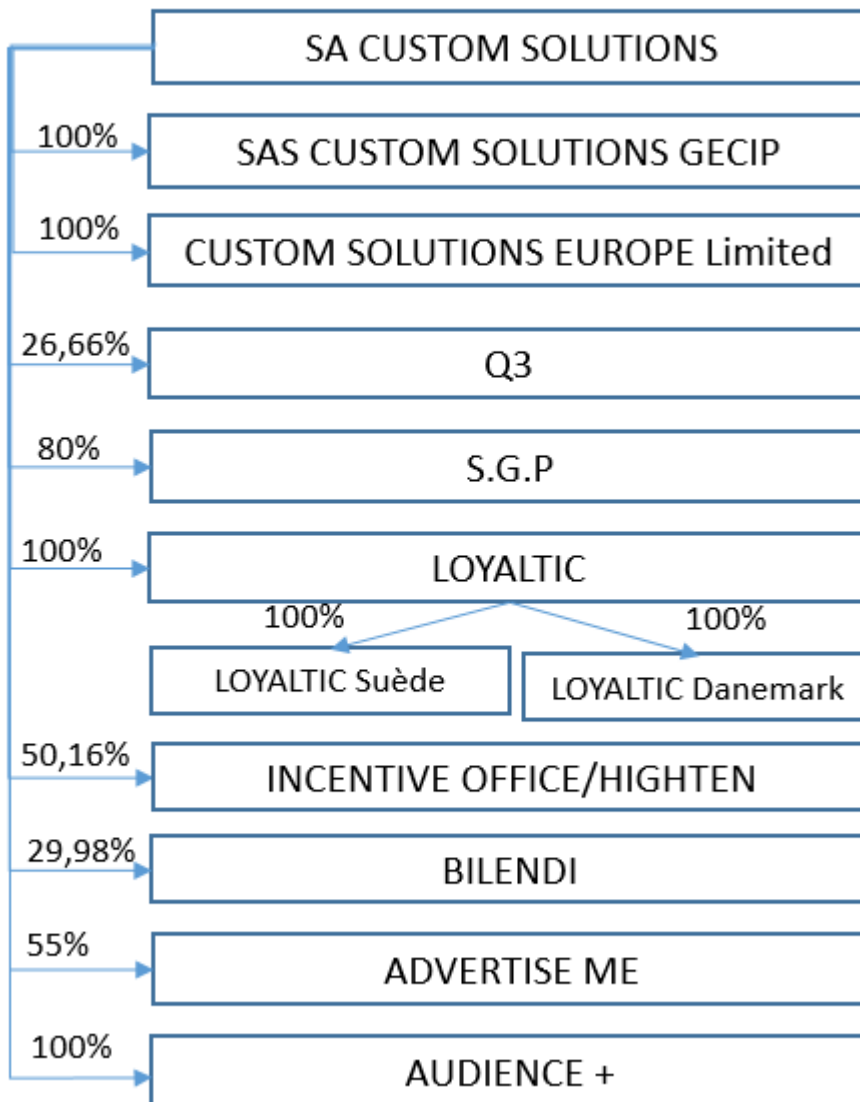 SA CUSTOM SOLUTIONS
100%
SAS CUSTOM SOLUTIONS GECIP
100%
CUSTOM SOLUTIONS EUROPE Limited
26,66%
Q3
80%
S.G.P
100%
LOYALTIC
100%
100%
LOYALTIC Suède
LOYALTIC Danemark
50,16%
INCENTIVE OFFICE/HIGHTEN
29,98%
BILENDI
55%
ADVERTISE ME
100%
AUDIENCE +